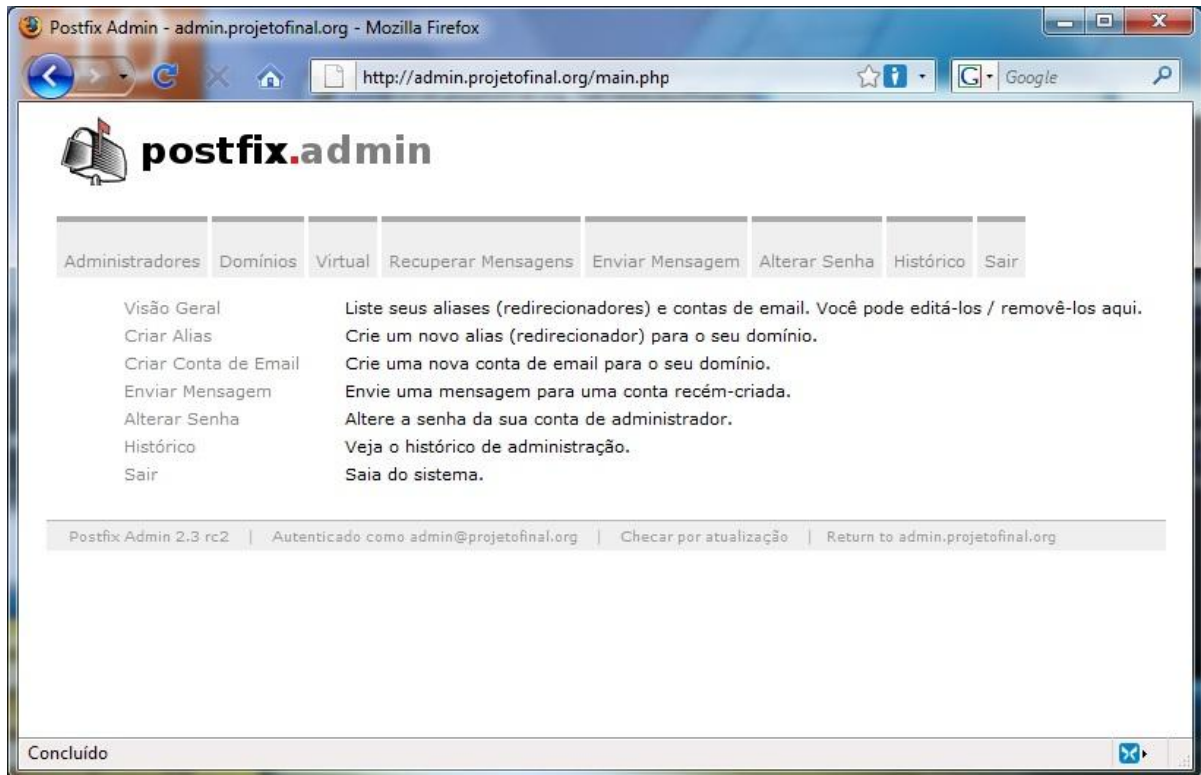 Postfix Admin - admin.projetofinal.org - Mozilla Firefox
http://admin.projetofinal.org/main.php
G Google
postfix.admin
Administradores Domínios Virtual Recuperar Mensagens Enviar Mensagem Alterar Senha Histórico Sair
Visão Geral Liste seus aliases (redirecionadores) e contas de email. Você pode editá-los / removê-los aqui.
Criar Alias Crie um novo alias (redirecionador) para o seu domínio.
Criar Conta de Email Crie uma nova conta de email para o seu domínio.
Enviar Mensagem Envie uma mensagem para uma conta recém-criada.
Alterar Senha Altere a senha da sua conta de administrador.
Histórico Veja o histórico de administração.
Sair Saia do sistema.
Postfix Admin 2.3 rc2 | Autenticado como admin@projetofinal.org | Checar por atualização | Return to admin.projetofinal.org
Concluído